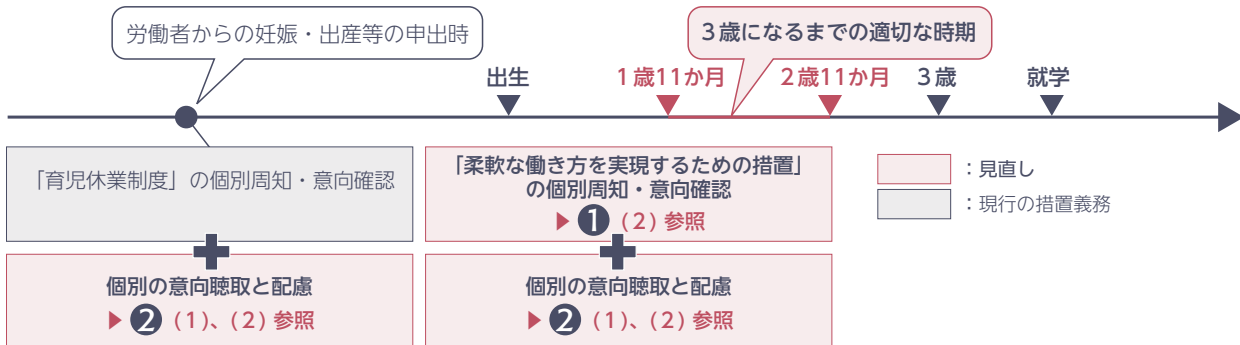 労働者からの妊娠・出産等の申出時
3歳になるまでの適切な時期
出生
1歳11か月
2歳11か月
3歳
就学
「育児休業制度」の個別周知・意向確認
「柔軟な働き方を実現するための措置」
の個別周知・意向確認
▶ ❶ (2) 参照
：見直し
：現行の措置義務
個別の意向聴取と配慮
▶ ❷ (1)、(2) 参照
個別の意向聴取と配慮
▶ ❷ (1)、(2) 参照